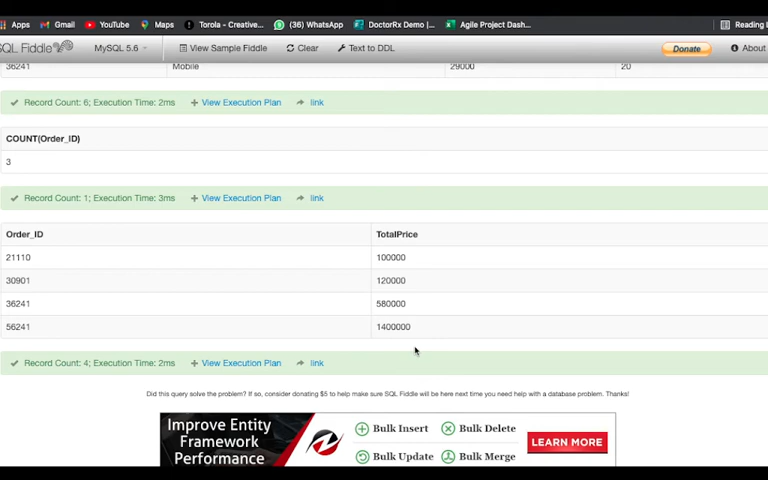 Apps Gmail YouTube Maps Torola - Creative... (36) WhatsApp DoctorRx Demo |... Agile Project Dash... Reading
SQL Fiddle MySQL 5.6 View Sample Fiddle Clear Text to DDL Donate About
36241 Mobile 29000 20
Record Count: 6; Execution Time: 2ms View Execution Plan link
COUNT(Order_ID)
3
Record Count: 1; Execution Time: 3ms View Execution Plan link
Order_ID TotalPrice
21110 100000
30901 120000
36241 580000
56241 1400000
Record Count: 4; Execution Time: 2ms View Execution Plan link
Did this query solve the problem? If so, consider donating $5 to help make sure SQL Fiddle will be here next time you need help with a database problem. Thanks!
Improve Entity
Framework
Performance
Bulk Insert Bulk Delete
Bulk Update Bulk Merge
LEARN MORE